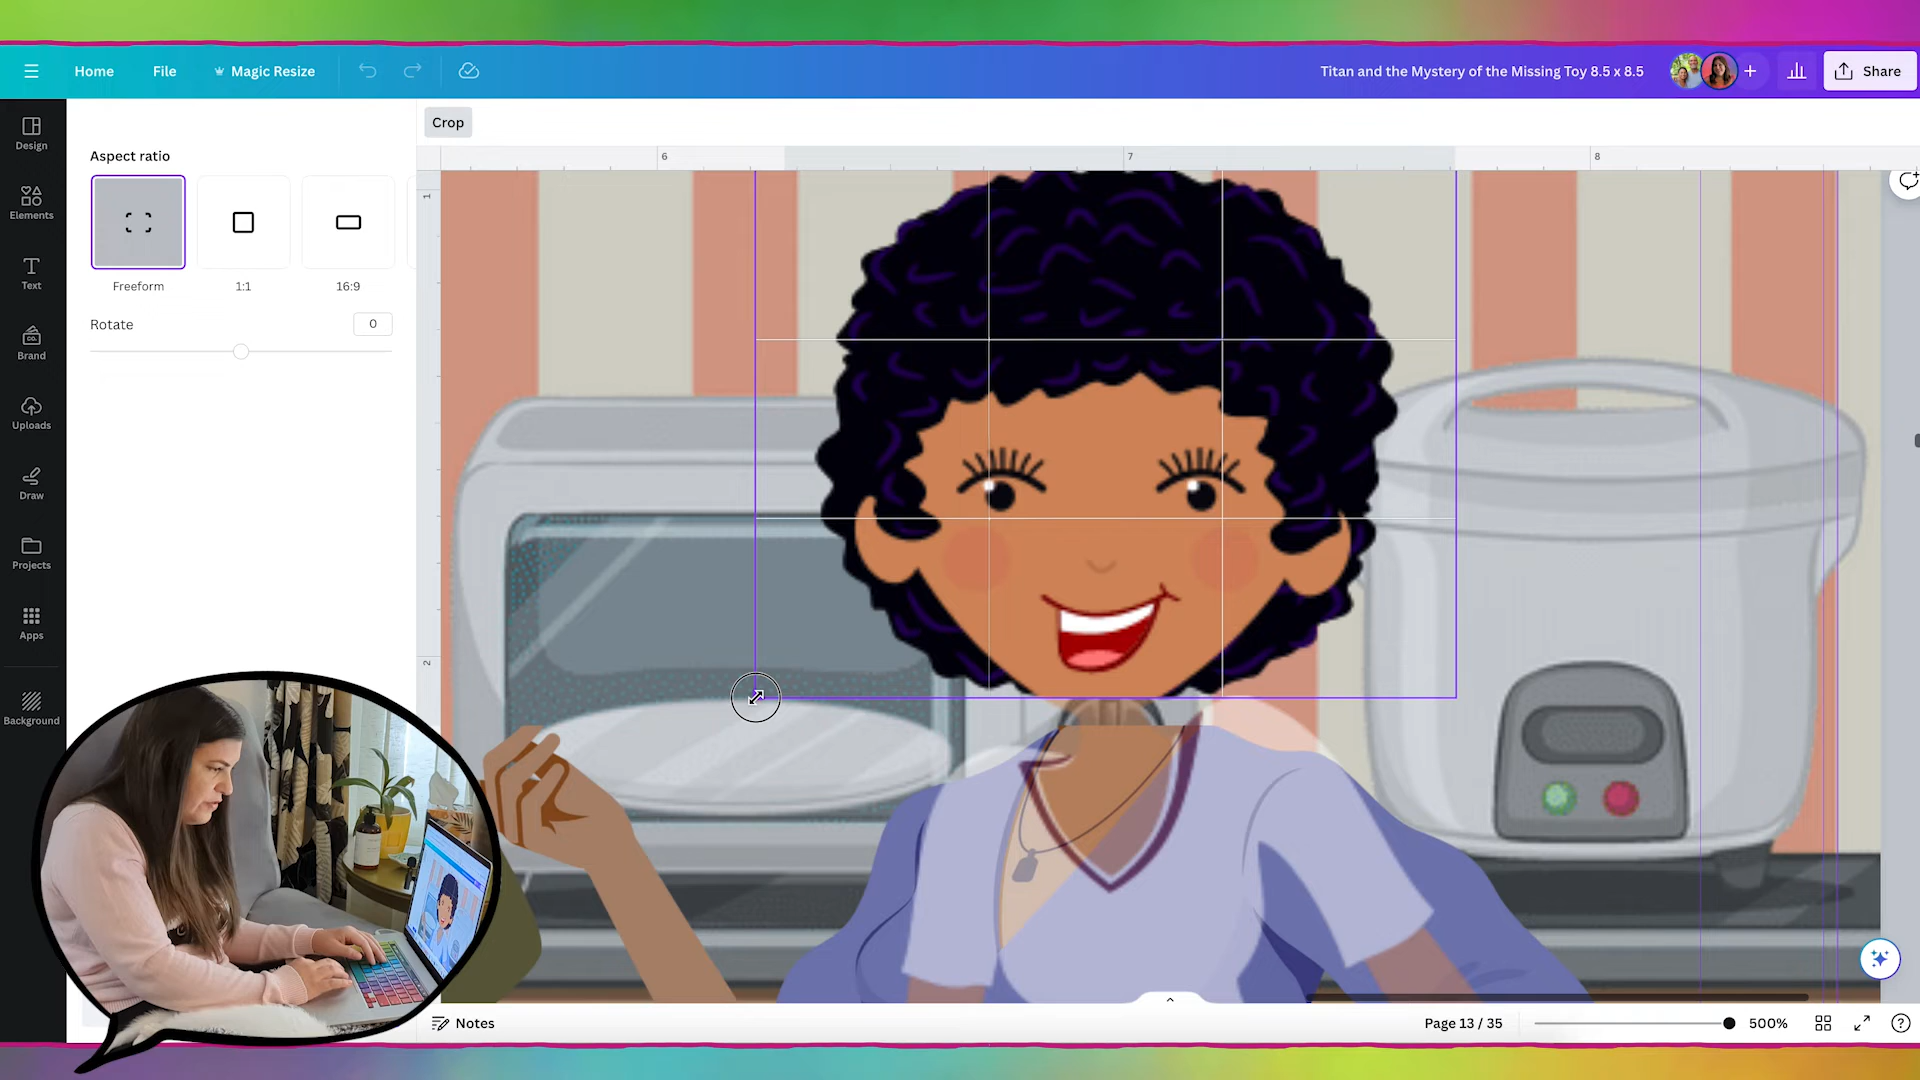 Home File Magic Resize Titan and the Mystery of the Missing Toy 8.5 x 8.5 Share
Crop
Design
Elements
Text
Brand
Uploads
Draw
Projects
Apps
Background
Aspect ratio
Freeform 1:1 16:9
Rotate 0
6 7 8
1
2
Notes Page 13 / 35 500%